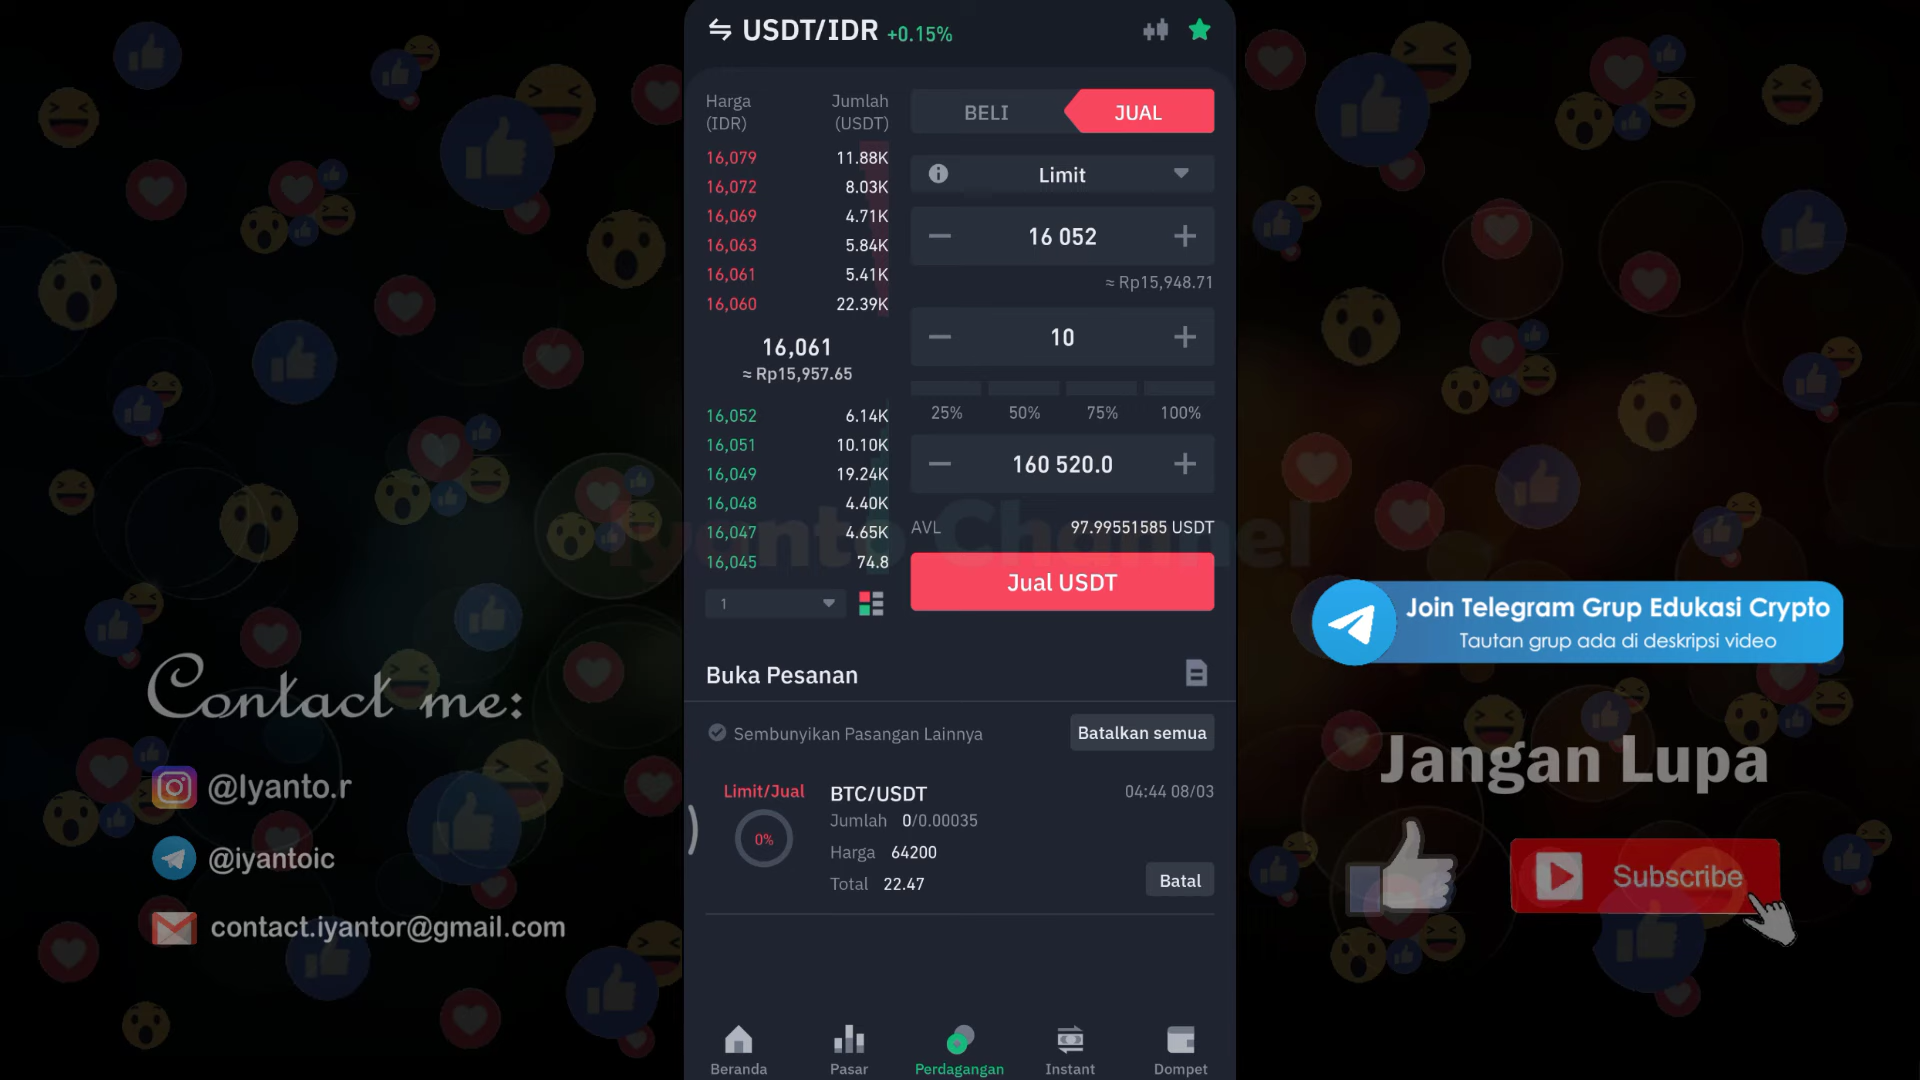 USDT/IDR +0.15%
Harga (IDR) Jumlah (USDT)
16,079 11.88K
16,072 8.03K
16,069 4.71K
16,063 5.84K
16,061 5.41K
16,060 22.39K
16,061
≈ Rp15,957.65
16,052 6.14K
16,051 10.10K
16,049 19.24K
16,048 4.40K
16,047 4.65K
16,045 74.8
1
BELI JUAL
Limit
16 052
≈ Rp15,948.71
10
25% 50% 75% 100%
160 520.0
AVL 97.99551585 USDT
Jual USDT
Iyanto Channel
Buka Pesanan
Sembunyikan Pasangan Lainnya Batalkan semua
Limit/Jual BTC/USDT 04:44 08/03
0% Jumlah 0/0.00035
Harga 64200
Total 22.47 Batal
Beranda Pasar Perdagangan Instant Dompet
Contact me:
@Iyanto.r
@iyantoic
contact.iyantor@gmail.com
Join Telegram Grup Edukasi Crypto
Tautan grup ada di deskripsi video
Jangan Lupa
Subscribe